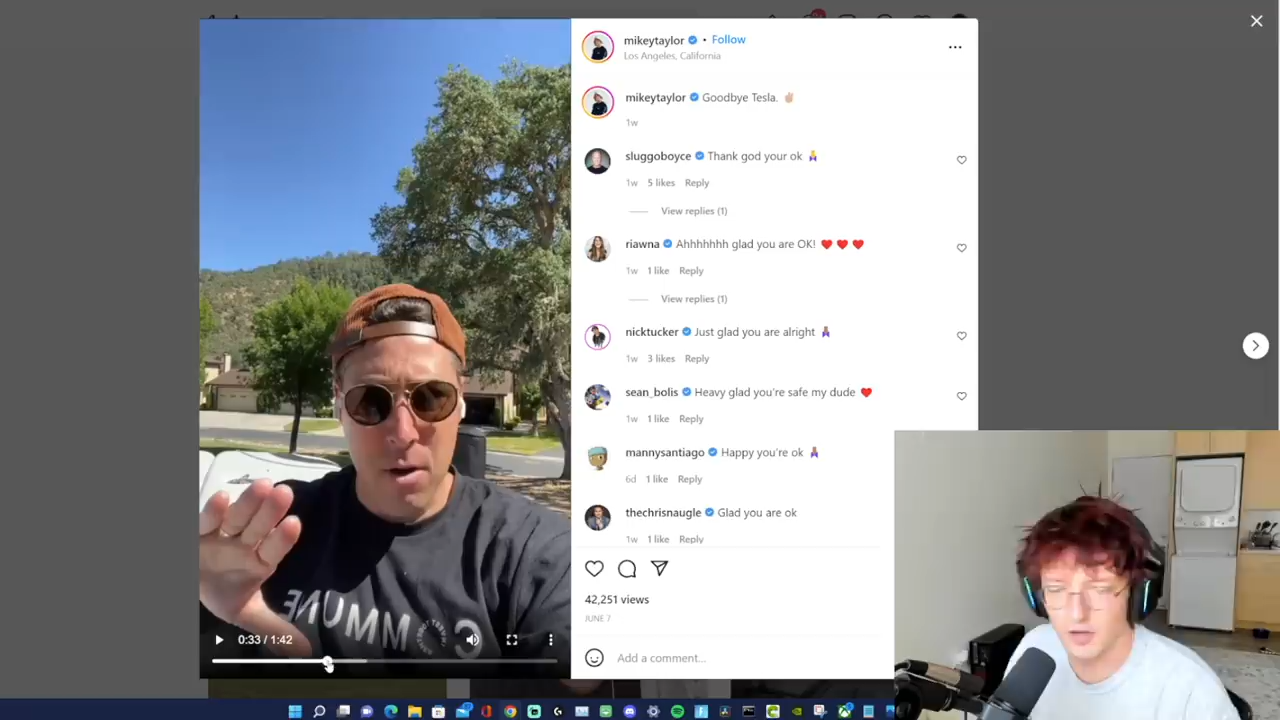 mikeytaylor • Follow
Los Angeles, California
mikeytaylor Goodbye Tesla. ✌🏼
1w
sluggoboyce Thank god your ok 🙏
1w 5 likes Reply
View replies (1)
riawna Ahhhhhhh glad you are OK! ❤️ ❤️ ❤️
1w 1 like Reply
View replies (1)
nicktucker Just glad you are alright 🙏🏽
1w 3 likes Reply
sean_bolis Heavy glad you're safe my dude ❤️
1w 1 like Reply
mannysantiago Happy you're ok 🙏🏽
6d 1 like Reply
thechrisnaugle Glad you are ok
1w 1 like Reply
42,251 views
JUNE 7
Add a comment...
0:33 / 1:42